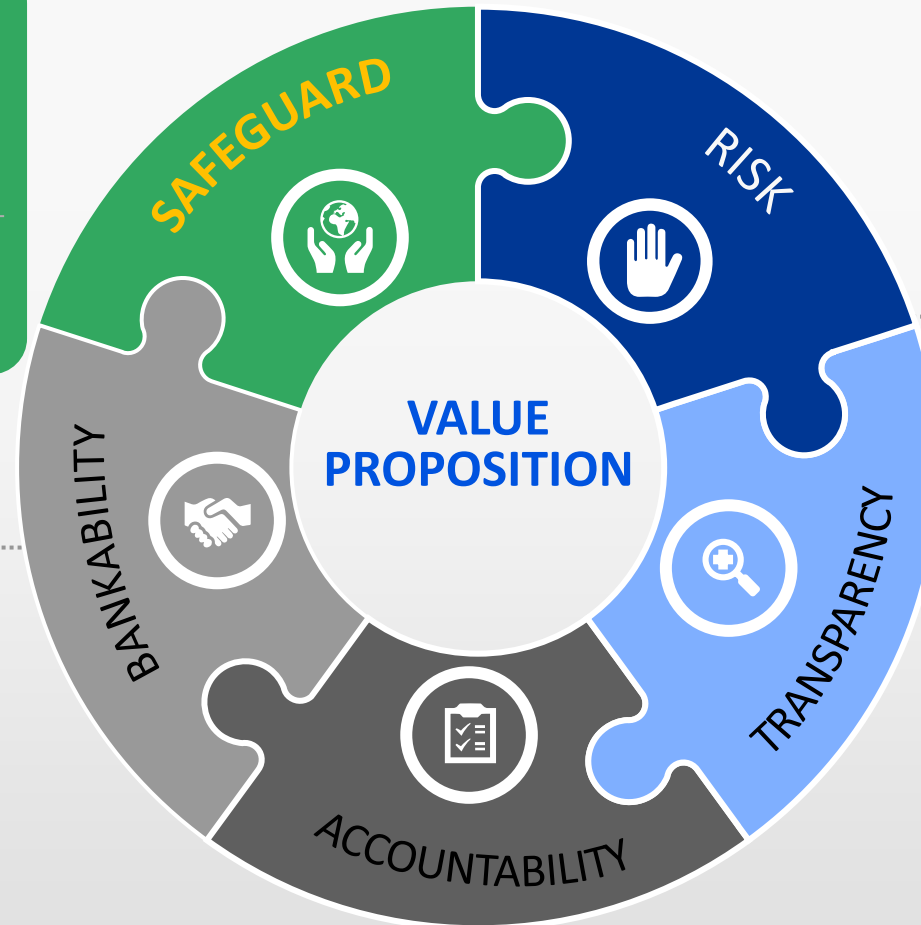 SAFEGUARD
RISK
VALUE
PROPOSITION
BANKABILITY
TRANSPARENCY
ACCOUNTABILITY